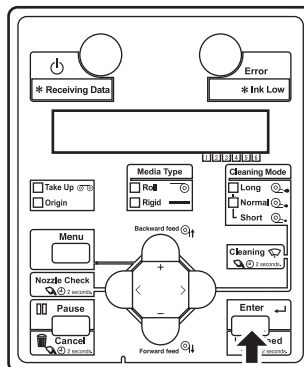 Error
* Receiving Data
* Ink Low
1 2 3 4 5 6
Media Type
Cleaning Mode
Take Up
Roll
Long
Origin
Rigid
Normal
Short
Menu
Backward feed
Cleaning
2 seconds.
Nozzle Check
2 seconds.
+
Pause
Enter
Cancel
2 seconds.
−
Forward feed
2 seconds.